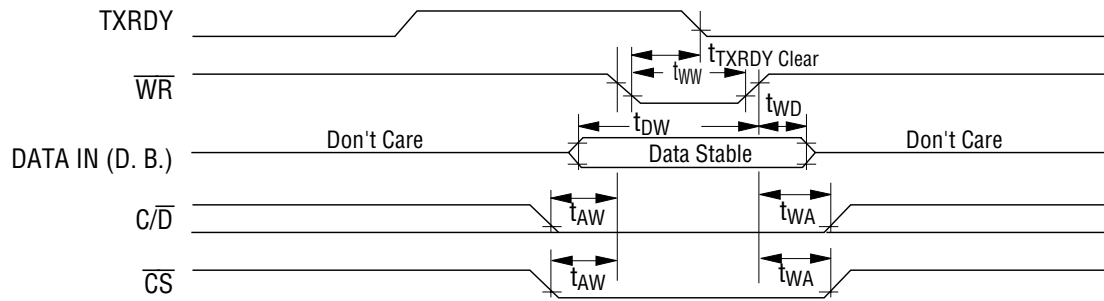 TXRDY
tTXRDY Clear
WR
tWW
tWD
tDW
DATA IN (D. B.)
Don't Care
Data Stable
Don't Care
C/D
tAW
tWA
CS
tAW
tWA